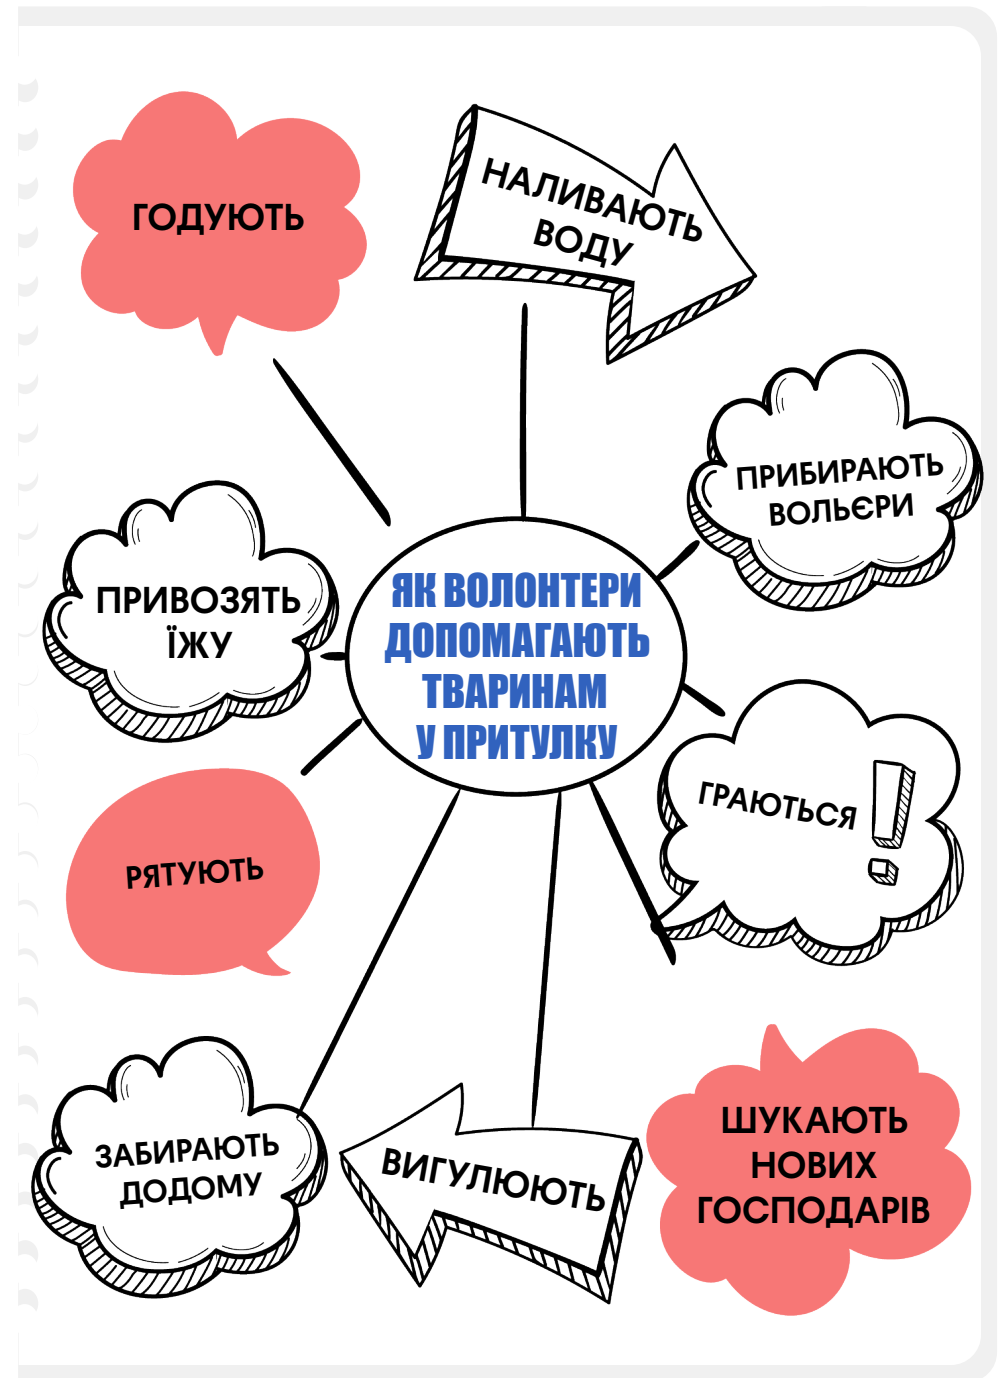 ГОДУЮТЬ
НАЛИВАЮТЬ
ВОДУ
ПРИБИРАЮТЬ
ВОЛЬЄРИ
ПРИВОЗЯТЬ
ЇЖУ
ЯК ВОЛОНТЕРИ
ДОПОМАГАЮТЬ
ТВАРИНАМ
У ПРИТУЛКУ
ГРАЮТЬСЯ
РЯТУЮТЬ
ЗАБИРАЮТЬ
ДОДОМУ
ВИГУЛЮЮТЬ
ШУКАЮТЬ
НОВИХ
ГОСПОДАРІВ